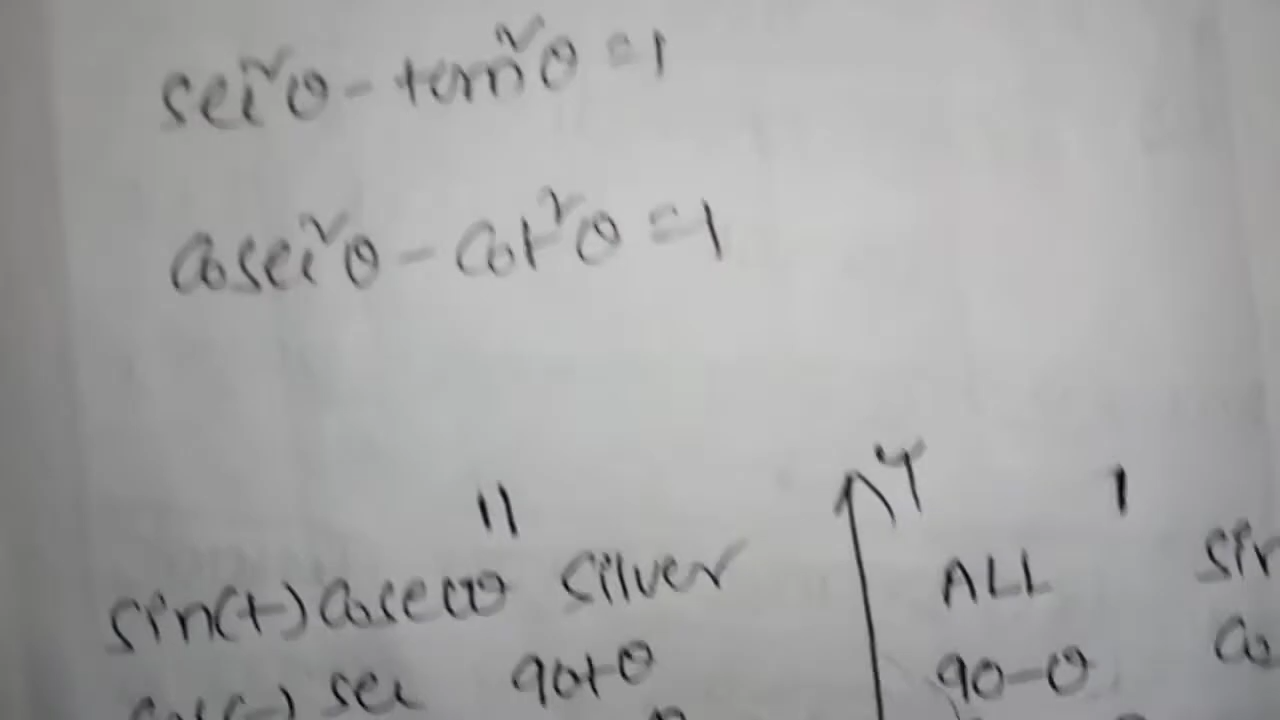 sec²θ - tan²θ = 1
cosec²θ - cot²θ = 1
II
Y
I
sin(+) cosec(+) silver
ALL
sec 90+θ
90-θ